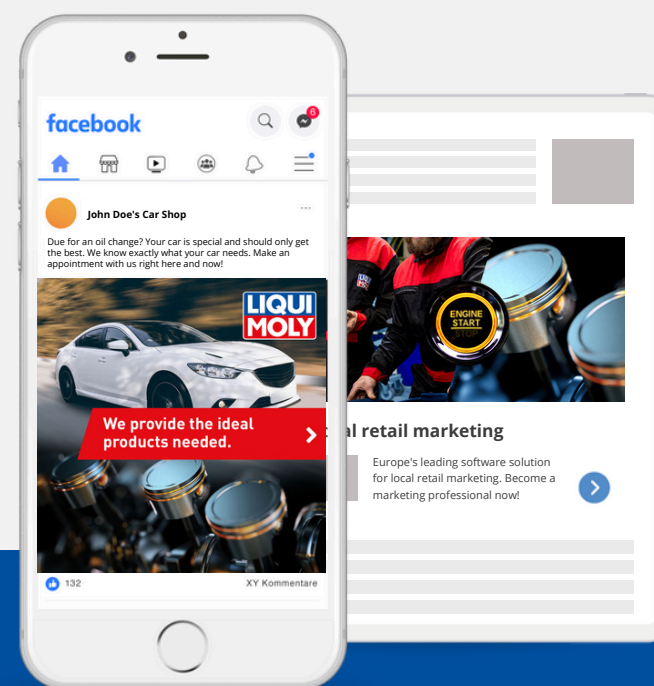 facebook
6
John Doe's Car Shop
Due for an oil change? Your car is special and should only get
the best. We know exactly what your car needs. Make an
appointment with us right here and now!
LIQUI
MOLY
We provide the ideal
products needed.
132
XY Kommentare
ENGINE
START
STOP
al retail marketing
Europe's leading software solution
for local retail marketing. Become a
marketing professional now!